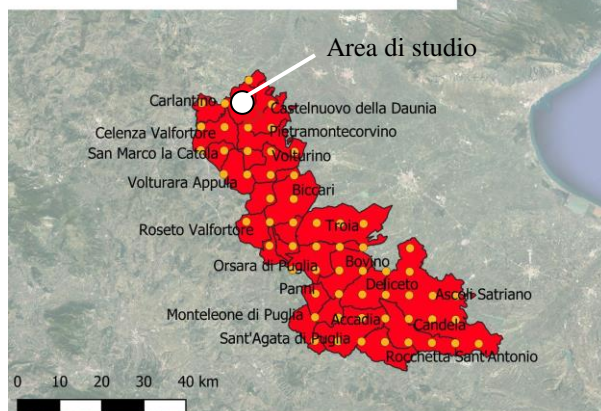 Area di studio
Carlantino
Castelnuovo della Daunia
Celenza Valfortore
Pietramontecorvino
San Marco la Catola
Volturino
Volturara Appula
Biccari
Roseto Valfortore
Troia
Orsara di Puglia
Bovino
Panni
Deliceto
Ascoli Satriano
Monteleone di Puglia
Accadia
Candela
Sant'Agata di Puglia
Rocchetta Sant'Antonio
0 10 20 30 40 km